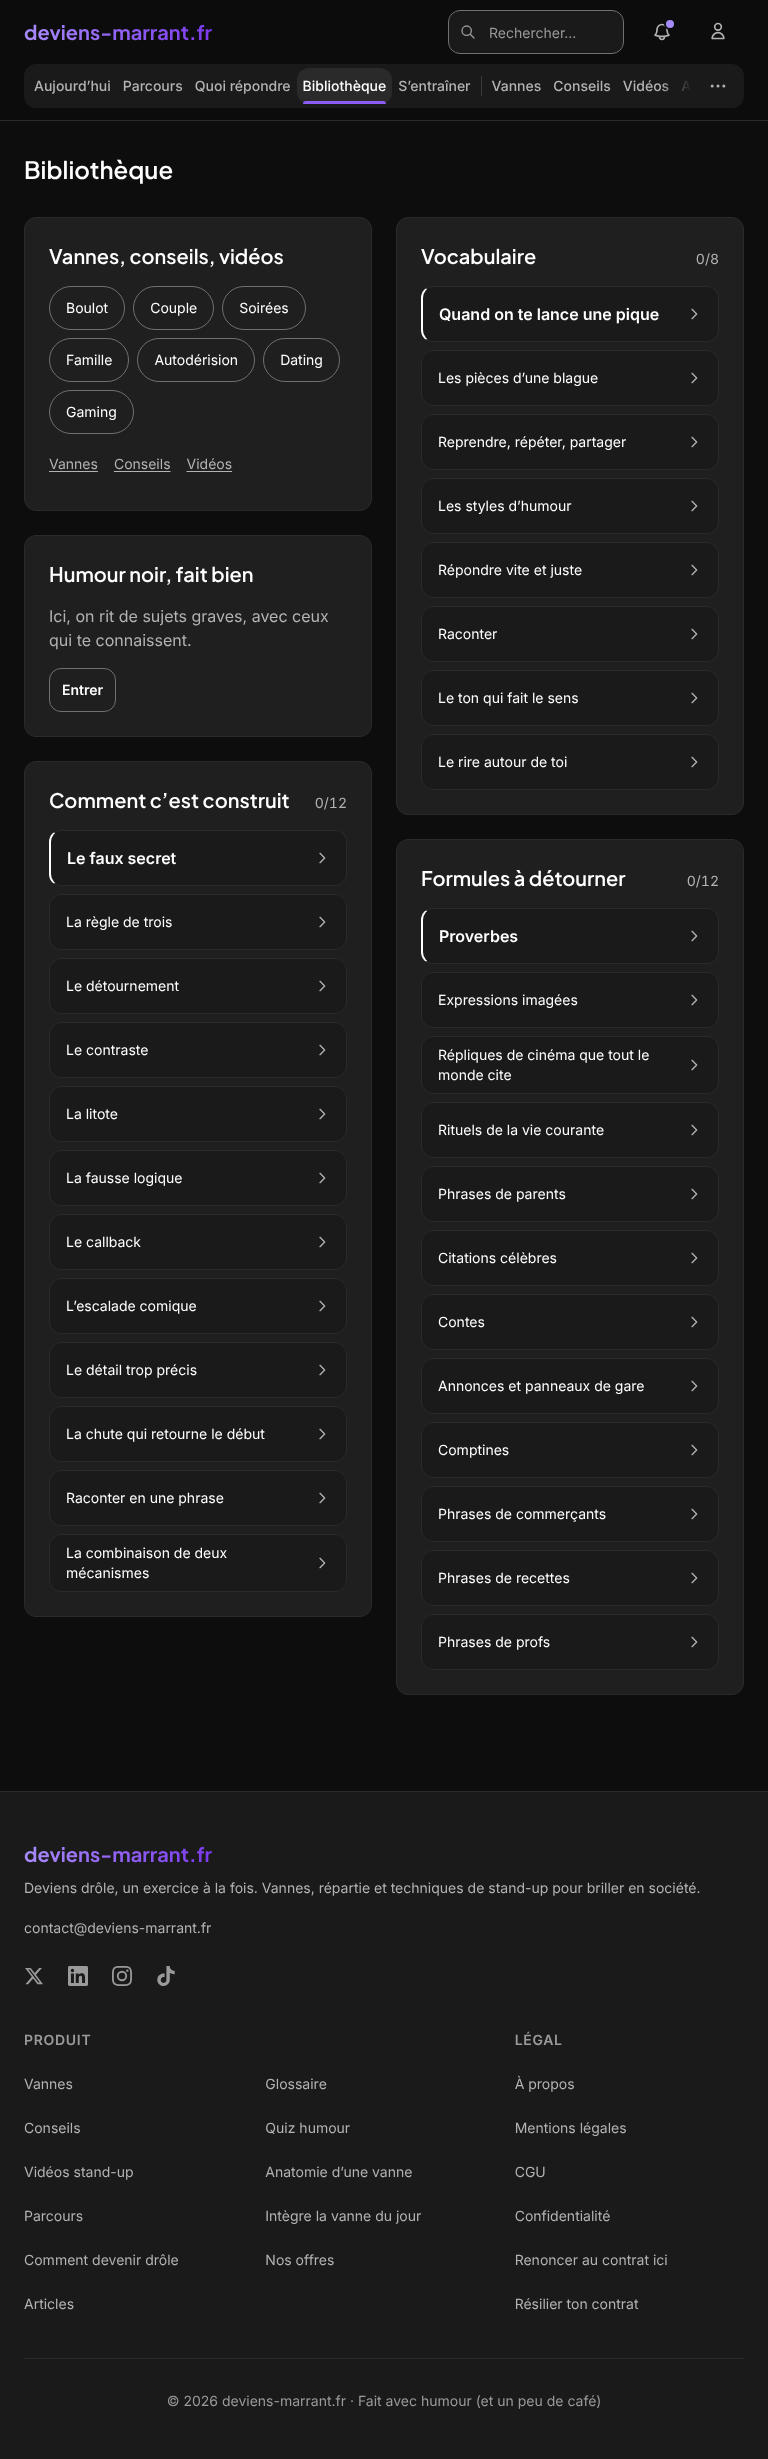 deviens-marrant.fr
Rechercher...
Aujourd’hui Parcours Quoi répondre Bibliothèque S’entraîner Vannes Conseils Vidéos
Bibliothèque
Vannes, conseils, vidéos
Boulot Couple Soirées
Famille Autodérision Dating
Gaming
Vannes Conseils Vidéos
Humour noir, fait bien
Ici, on rit de sujets graves, avec ceux
qui te connaissent.
Entrer
Comment c’est construit 0/12
Le faux secret
La règle de trois
Le détournement
Le contraste
La litote
La fausse logique
Le callback
L’escalade comique
Le détail trop précis
La chute qui retourne le début
Raconter en une phrase
La combinaison de deux
mécanismes
Vocabulaire 0/8
Quand on te lance une pique
Les pièces d’une blague
Reprendre, répéter, partager
Les styles d’humour
Répondre vite et juste
Raconter
Le ton qui fait le sens
Le rire autour de toi
Formules à détourner 0/12
Proverbes
Expressions imagées
Répliques de cinéma que tout le
monde cite
Rituels de la vie courante
Phrases de parents
Citations célèbres
Contes
Annonces et panneaux de gare
Comptines
Phrases de commerçants
Phrases de recettes
Phrases de profs
deviens-marrant.fr
Deviens drôle, un exercice à la fois. Vannes, répartie et techniques de stand-up pour briller en société.
contact@deviens-marrant.fr
PRODUIT
Vannes
Conseils
Vidéos stand-up
Parcours
Comment devenir drôle
Articles
Glossaire
Quiz humour
Anatomie d’une vanne
Intègre la vanne du jour
Nos offres
LÉGAL
À propos
Mentions légales
CGU
Confidentialité
Renoncer au contrat ici
Résilier ton contrat
© 2026 deviens-marrant.fr · Fait avec humour (et un peu de café)